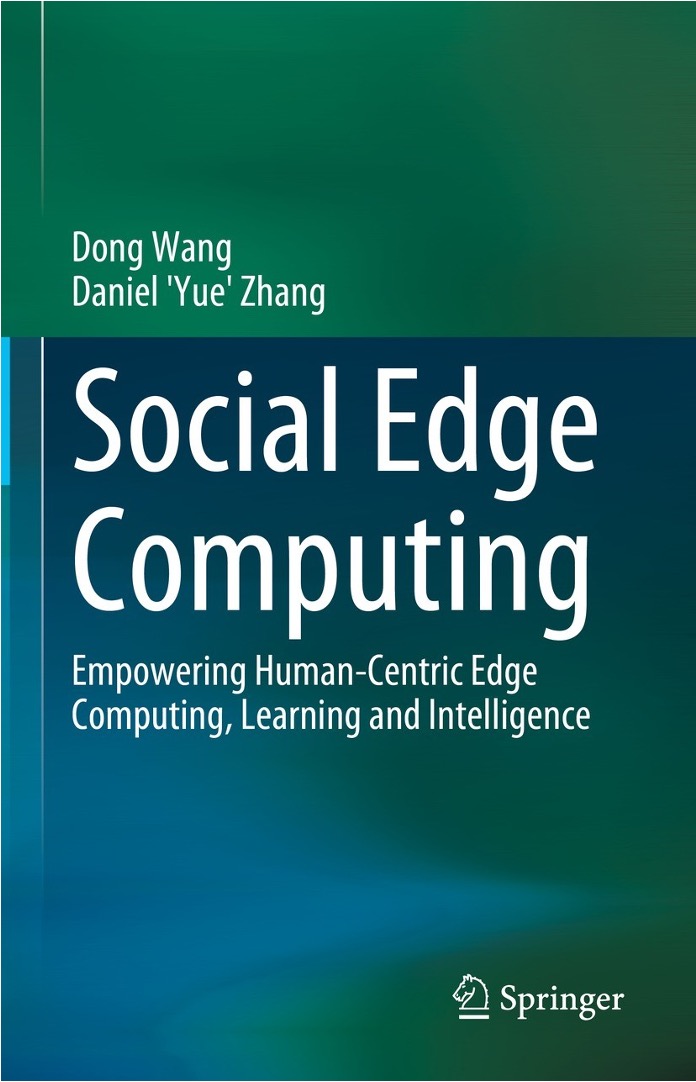 Dong Wang
Daniel 'Yue' Zhang
Social Edge
Computing
Empowering Human-Centric Edge
Computing, Learning and Intelligence
Springer